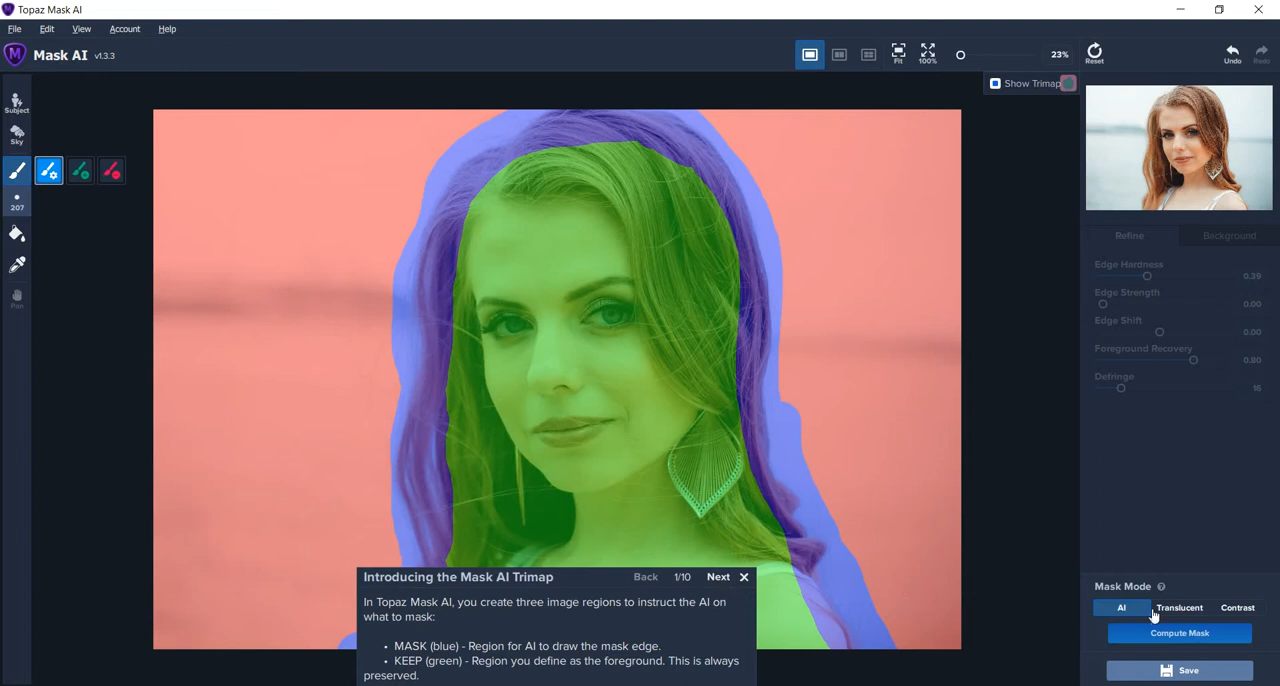 Topaz Mask AI
File Edit View Account Help
Mask AI v1.3.3
Fit 100% 23% Reset Undo Redo
Show Trimap
Subject
Sky
207
Pan
Refine Background
Edge Hardness
0.39
Edge Strength
0.00
Edge Shift
0.00
Foreground Recovery
0.80
Defringe
16
Introducing the Mask AI Trimap Back 1/10 Next
In Topaz Mask AI, you create three image regions to instruct the AI on
what to mask:
• MASK (blue) - Region for AI to draw the mask edge.
• KEEP (green) - Region you define as the foreground. This is always
preserved.
Mask Mode ?
AI Translucent Contrast
Compute Mask
Save